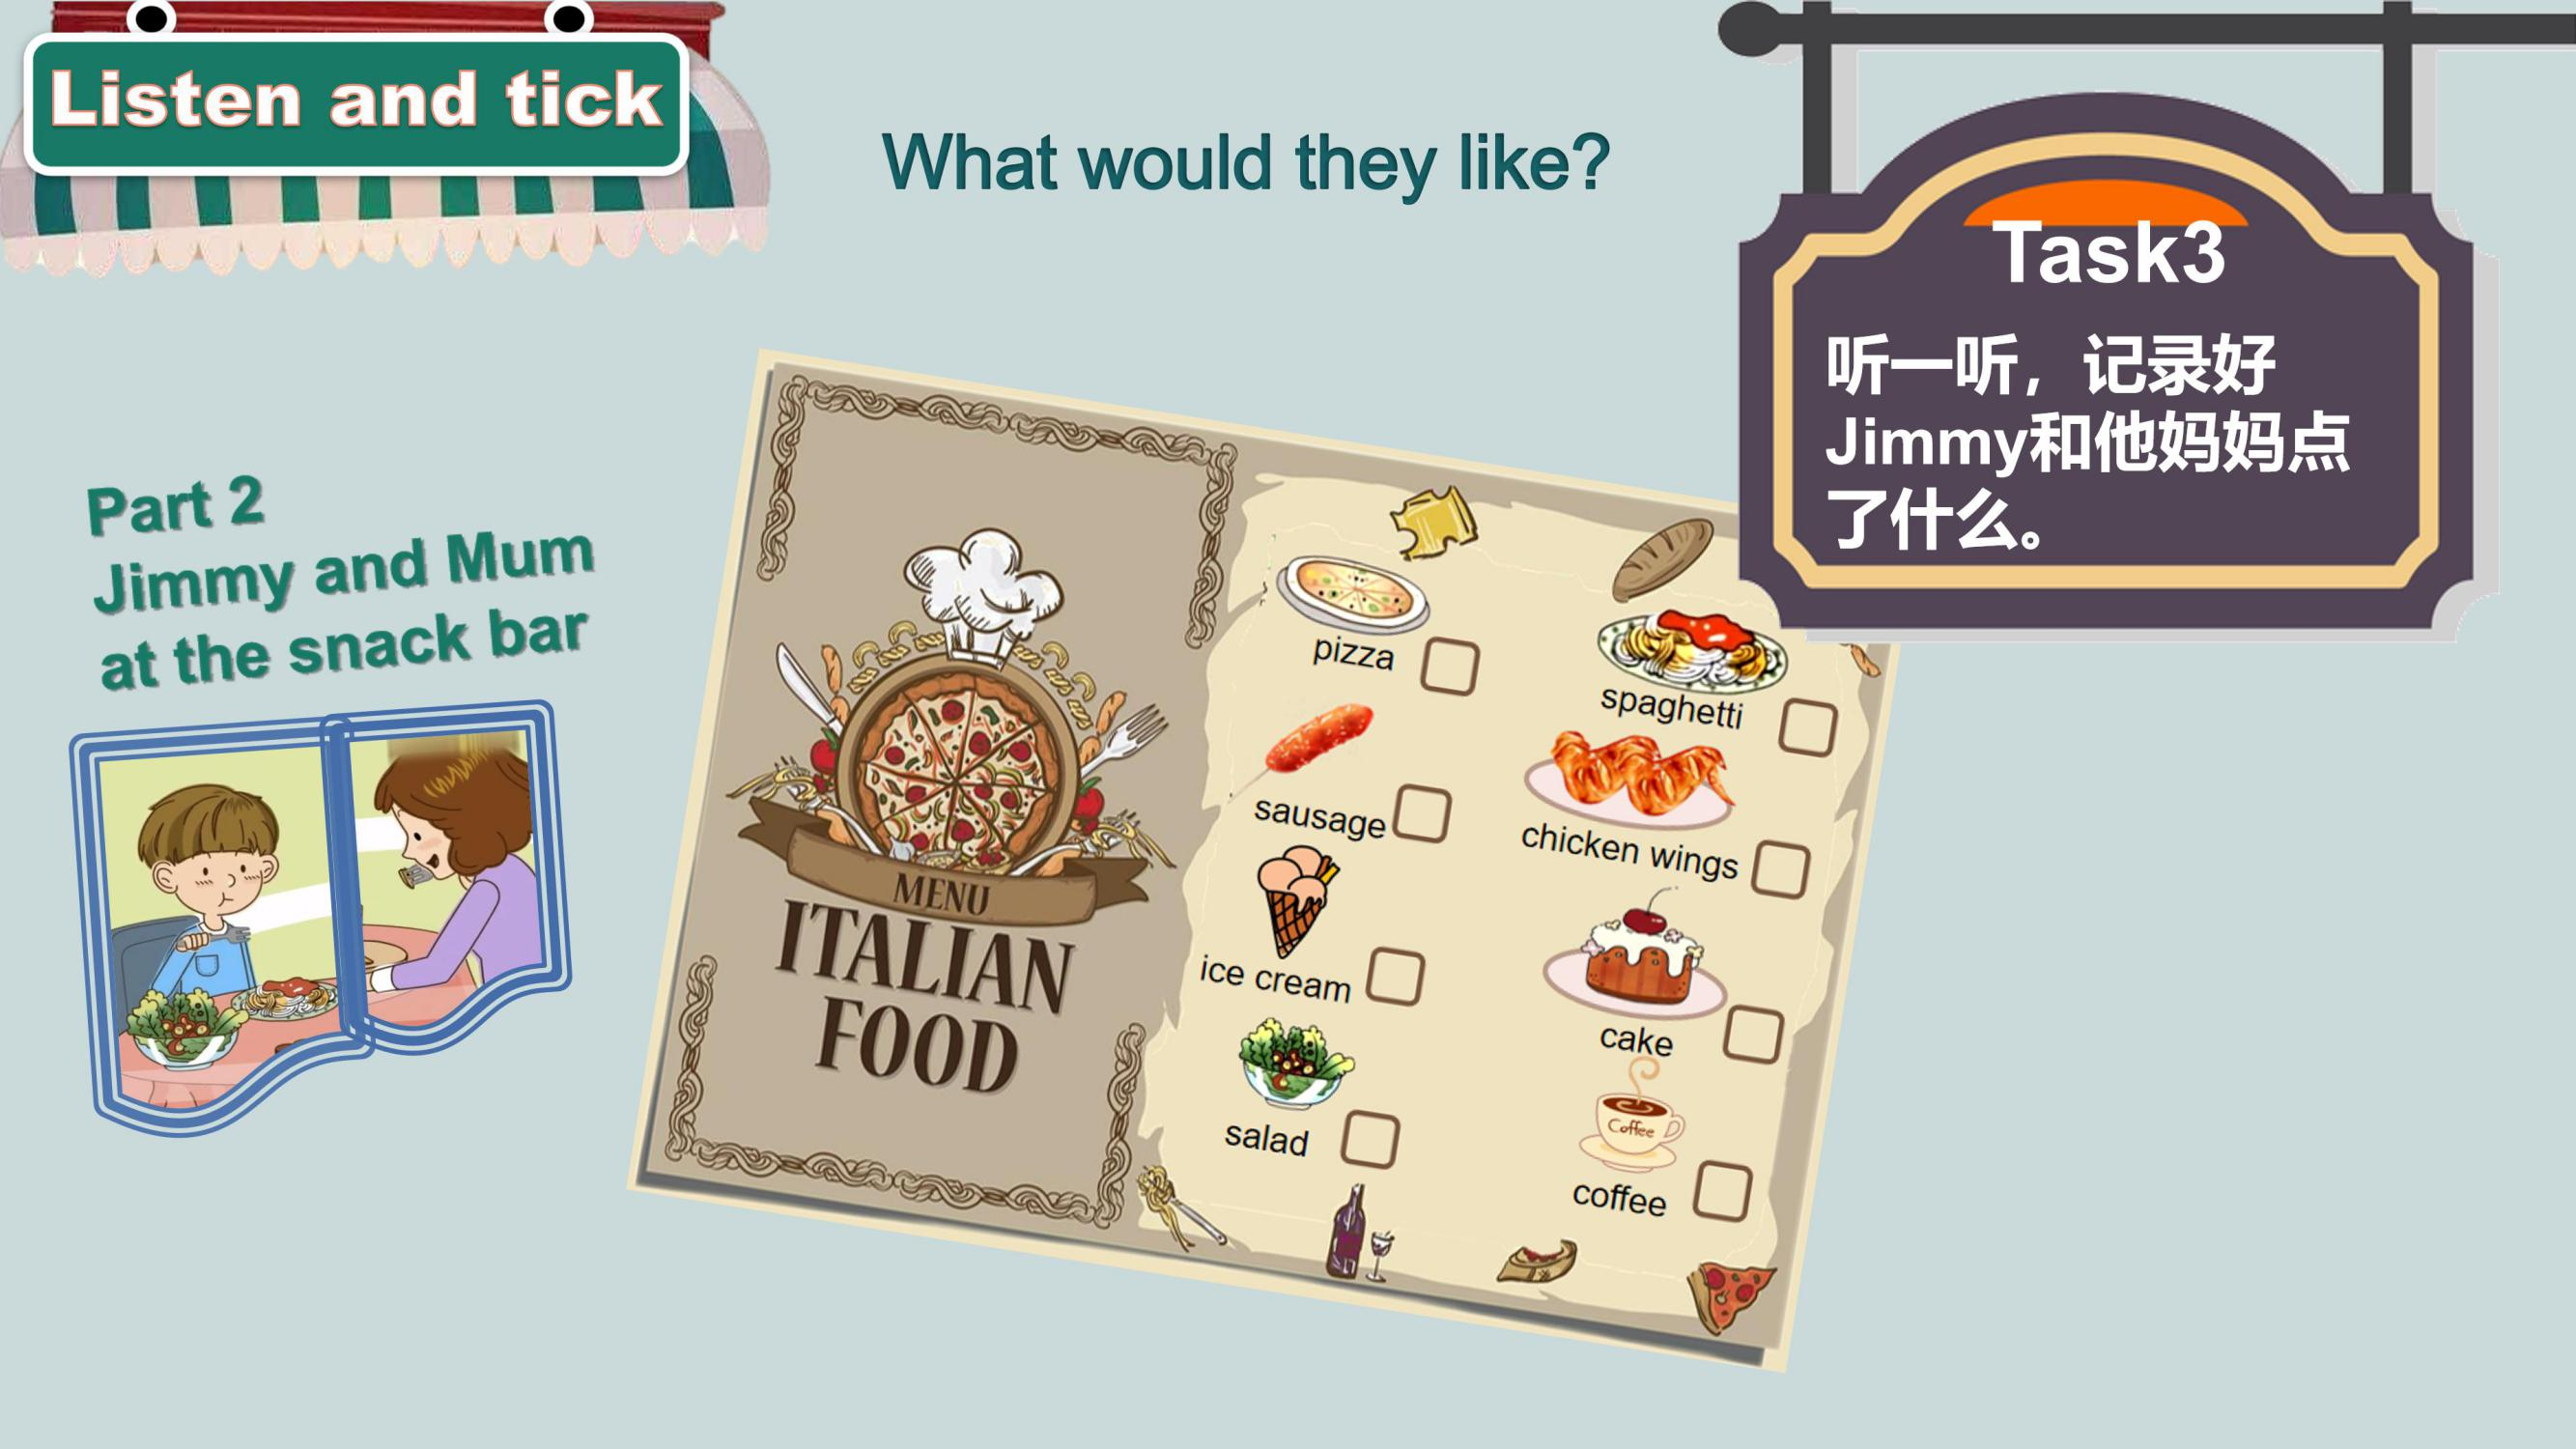 Listen and tick
What would they like?
Task3
听一听，记录好
Jimmy和他妈妈点
了什么。
Part 2
Jimmy and Mum
at the snack bar
MENU
ITALIAN
FOOD
pizza
spaghetti
sausage
chicken wings
ice cream
cake
salad
Coffee
coffee